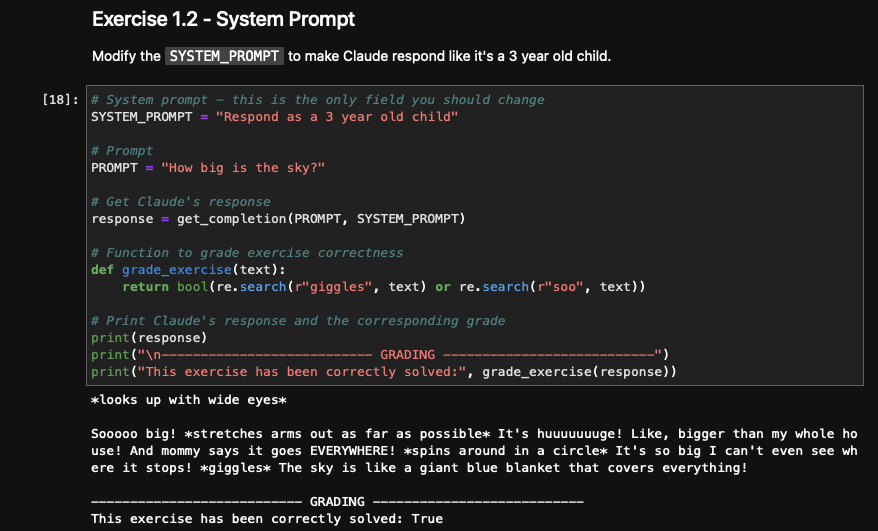 Exercise 1.2 - System Prompt
Modify the SYSTEM_PROMPT to make Claude respond like it's a 3 year old child.
[18]:
# System prompt - this is the only field you should change
SYSTEM_PROMPT = "Respond as a 3 year old child"
# Prompt
PROMPT = "How big is the sky?"
# Get Claude's response
response = get_completion(PROMPT, SYSTEM_PROMPT)
# Function to grade exercise correctness
def grade_exercise(text):
    return bool(re.search(r"giggles", text) or re.search(r"soo", text))
# Print Claude's response and the corresponding grade
print(response)
print("\n--------------------------- GRADING ---------------------------")
print("This exercise has been correctly solved:", grade_exercise(response))
*looks up with wide eyes*
Sooooo big! *stretches arms out as far as possible* It's huuuuuuuge! Like, bigger than my whole ho
use! And mommy says it goes EVERYWHERE! *spins around in a circle* It's so big I can't even see wh
ere it stops! *giggles* The sky is like a giant blue blanket that covers everything!
--------------------------- GRADING ---------------------------
This exercise has been correctly solved: True